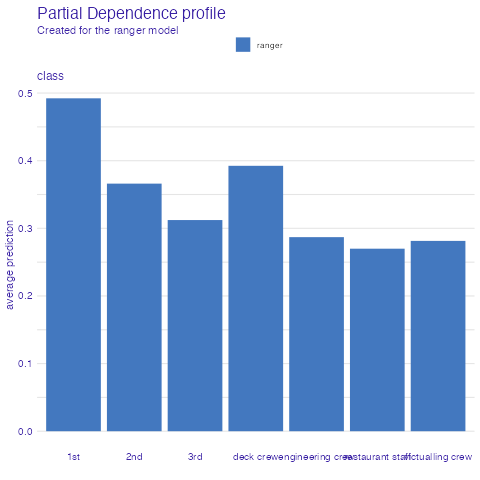 Partial Dependence profile
Created for the ranger model
ranger
class
0.5
0.4
0.3
0.2
0.1
0.0
average prediction
1st 2nd 3rd deck crew engineering crew restaurant staff victualling crew